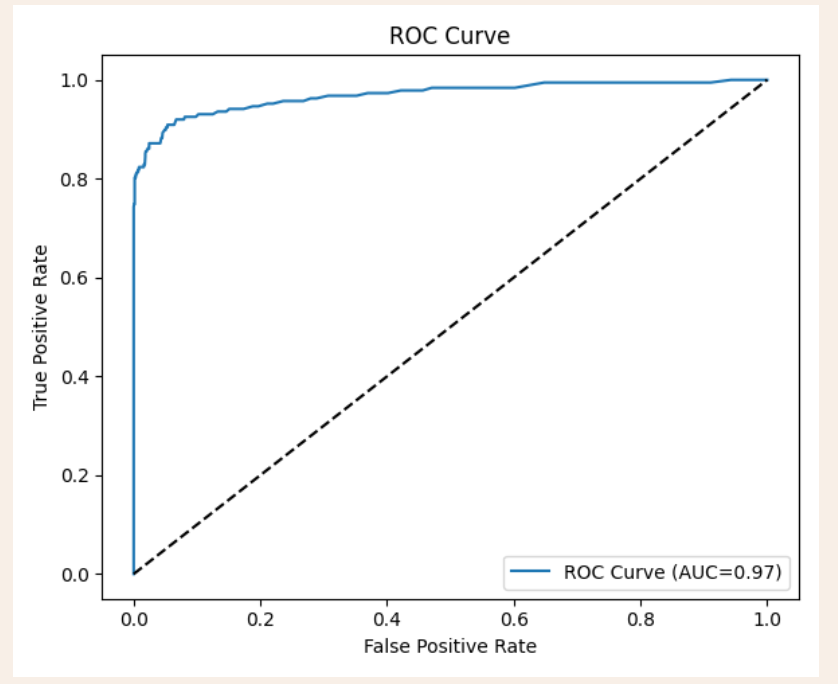 ROC Curve
1.0
0.8
0.6
0.4
0.2
0.0
True Positive Rate
ROC Curve (AUC=0.97)
0.0 0.2 0.4 0.6 0.8 1.0
False Positive Rate